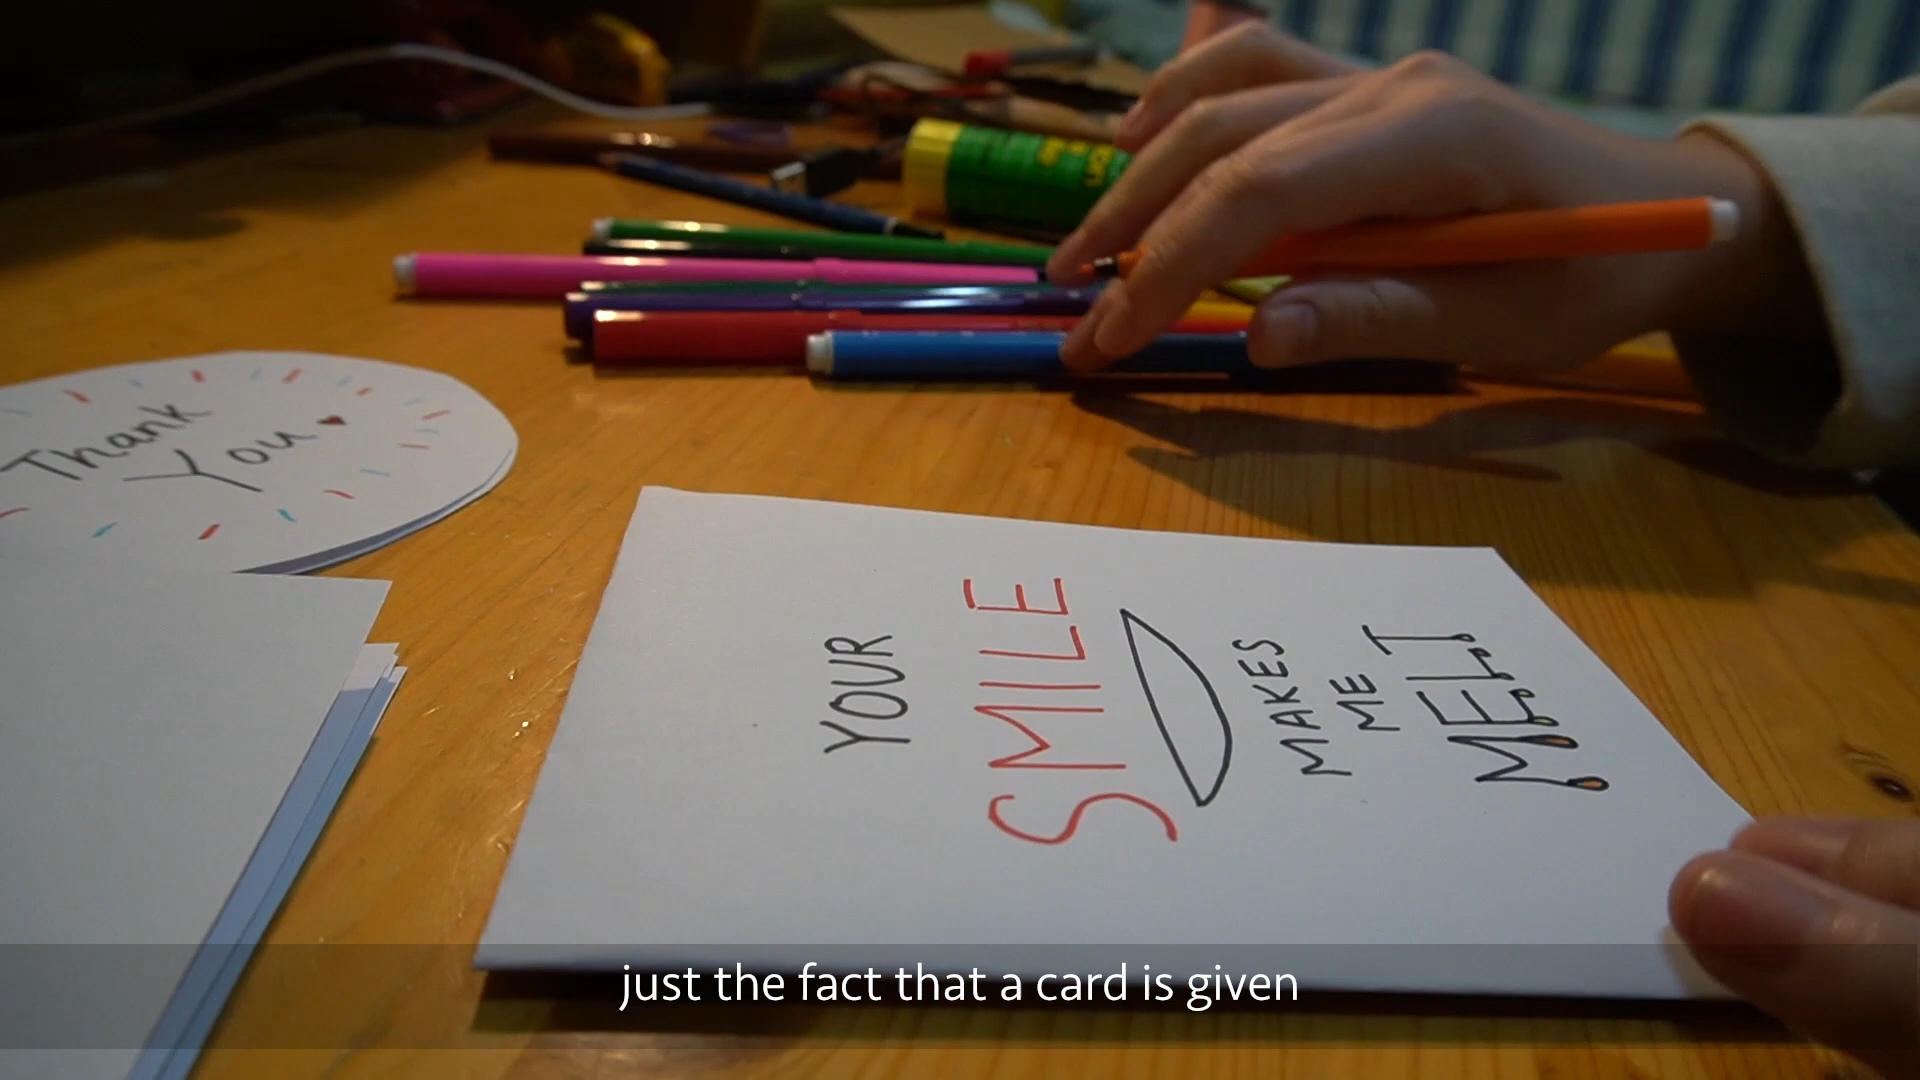 Thank
You
YOUR
SMILE
MAKES
ME
MELT
just the fact that a card is given